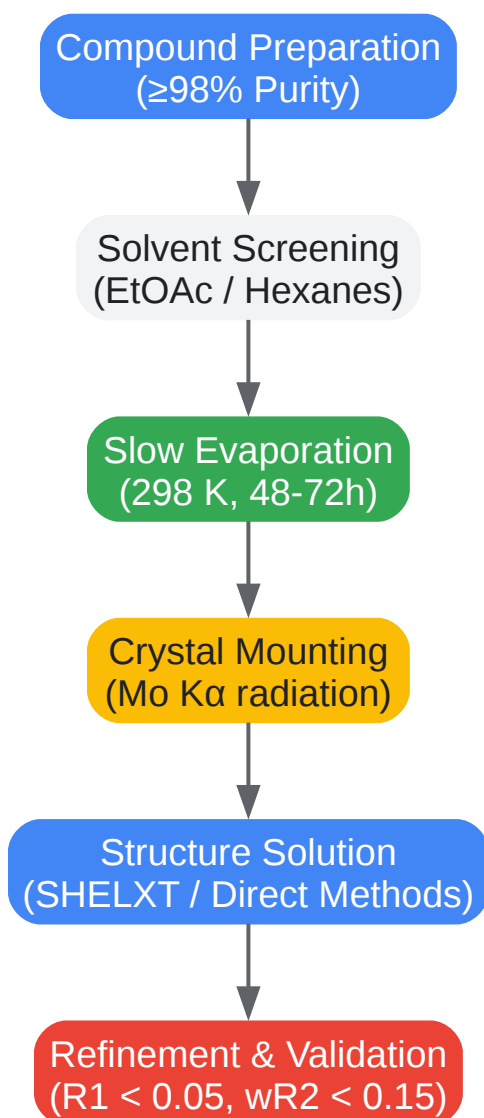 Compound Preparation
(≥98% Purity)
Solvent Screening
(EtOAc / Hexanes)
Slow Evaporation
(298 K, 48-72h)
Crystal Mounting
(Mo Kα radiation)
Structure Solution
(SHELXT / Direct Methods)
Refinement & Validation
(R1 < 0.05, wR2 < 0.15)